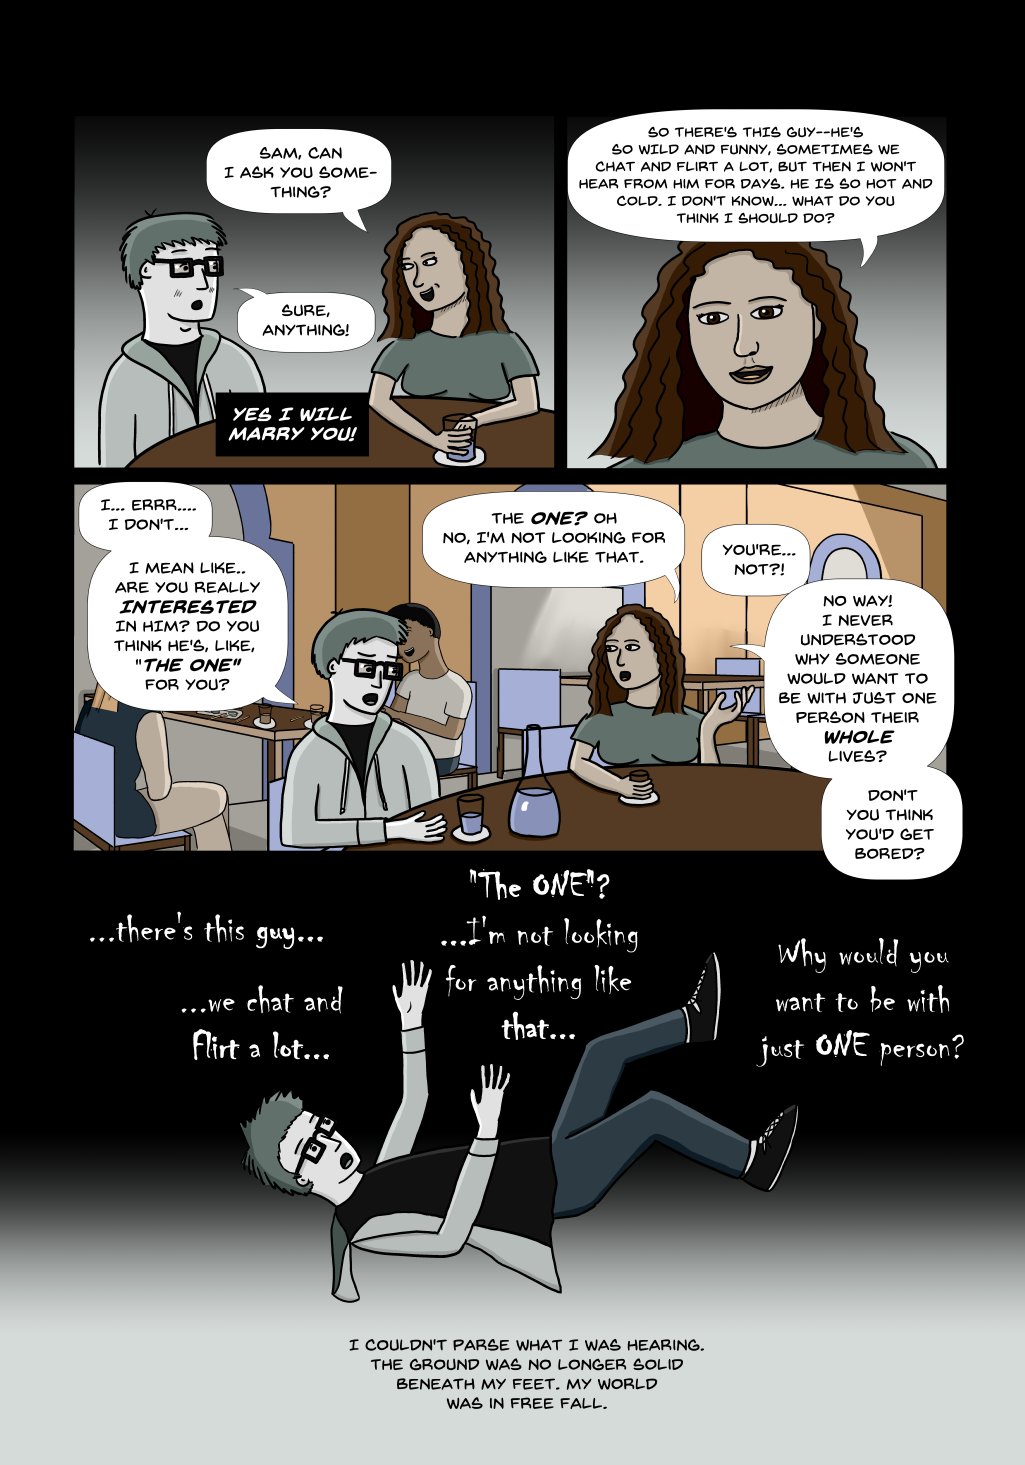 SAM, CAN
I ASK YOU SOME-
THING?
SURE,
ANYTHING!
YES I WILL
MARRY YOU!
SO THERE'S THIS GUY--HE'S
SO WILD AND FUNNY, SOMETIMES WE
CHAT AND FLIRT A LOT, BUT THEN I WON'T
HEAR FROM HIM FOR DAYS. HE IS SO HOT AND
COLD. I DON'T KNOW... WHAT DO YOU
THINK I SHOULD DO?
I... ERRR....
I DON'T...
I MEAN LIKE..
ARE YOU REALLY
INTERESTED
IN HIM? DO YOU
THINK HE'S, LIKE,
"THE ONE"
FOR YOU?
THE ONE? OH
NO, I'M NOT LOOKING FOR
ANYTHING LIKE THAT.
YOU'RE...
NOT?!
NO WAY!
I NEVER
UNDERSTOOD
WHY SOMEONE
WOULD WANT TO
BE WITH JUST ONE
PERSON THEIR
WHOLE
LIVES?
DON'T
YOU THINK
YOU'D GET
BORED?
...there's this guy...
...we chat and
Flirt a lot...
"The ONE"?
...I'm not looking
for anything like
that...
Why would you
want to be with
just ONE person?
I COULDN'T PARSE WHAT I WAS HEARING.
THE GROUND WAS NO LONGER SOLID
BENEATH MY FEET. MY WORLD
WAS IN FREE FALL.